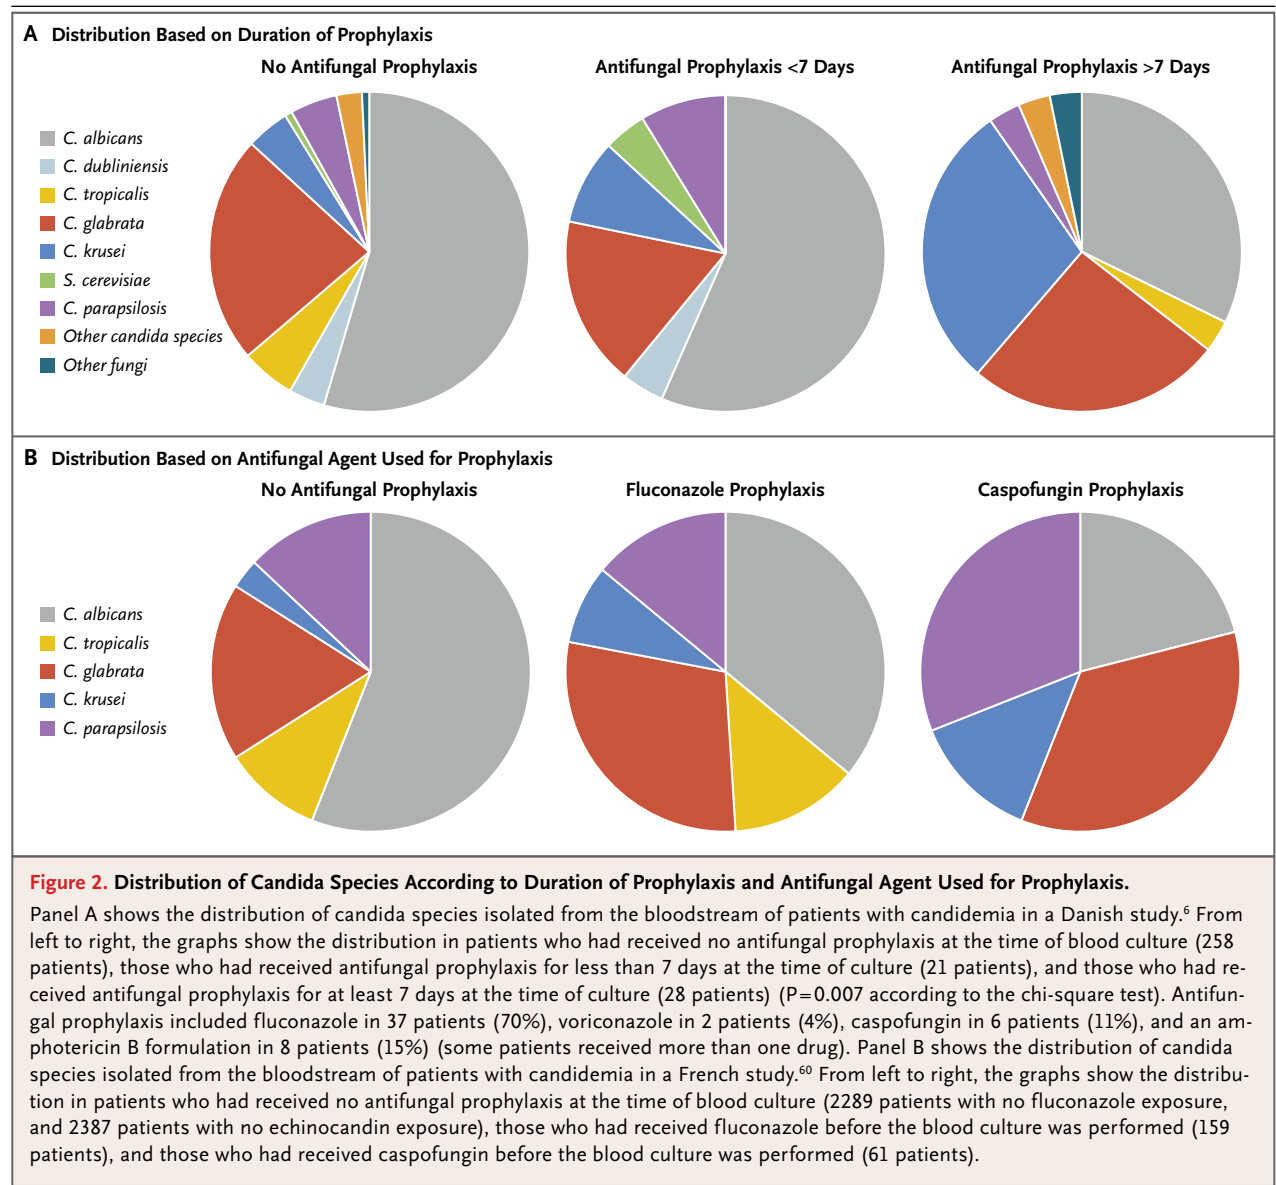 A Distribution Based on Duration of Prophylaxis
No Antifungal Prophylaxis
Antifungal Prophylaxis <7 Days
Antifungal Prophylaxis >7 Days
C. albicans
C. dubliniensis
C. tropicalis
C. glabrata
C. krusei
S. cerevisiae
C. parapsilosis
Other candida species
Other fungi
B Distribution Based on Antifungal Agent Used for Prophylaxis
No Antifungal Prophylaxis
Fluconazole Prophylaxis
Caspofungin Prophylaxis
C. albicans
C. tropicalis
C. glabrata
C. krusei
C. parapsilosis
Figure 2. Distribution of Candida Species According to Duration of Prophylaxis and Antifungal Agent Used for Prophylaxis.
Panel A shows the distribution of candida species isolated from the bloodstream of patients with candidemia in a Danish study.⁶ From
left to right, the graphs show the distribution in patients who had received no antifungal prophylaxis at the time of blood culture (258
patients), those who had received antifungal prophylaxis for less than 7 days at the time of culture (21 patients), and those who had re-
ceived antifungal prophylaxis for at least 7 days at the time of culture (28 patients) (P=0.007 according to the chi-square test). Antifun-
gal prophylaxis included fluconazole in 37 patients (70%), voriconazole in 2 patients (4%), caspofungin in 6 patients (11%), and an am-
photericin B formulation in 8 patients (15%) (some patients received more than one drug). Panel B shows the distribution of candida
species isolated from the bloodstream of patients with candidemia in a French study.⁶⁰ From left to right, the graphs show the distribu-
tion in patients who had received no antifungal prophylaxis at the time of blood culture (2289 patients with no fluconazole exposure,
and 2387 patients with no echinocandin exposure), those who had received fluconazole before the blood culture was performed (159
patients), and those who had received caspofungin before the blood culture was performed (61 patients).